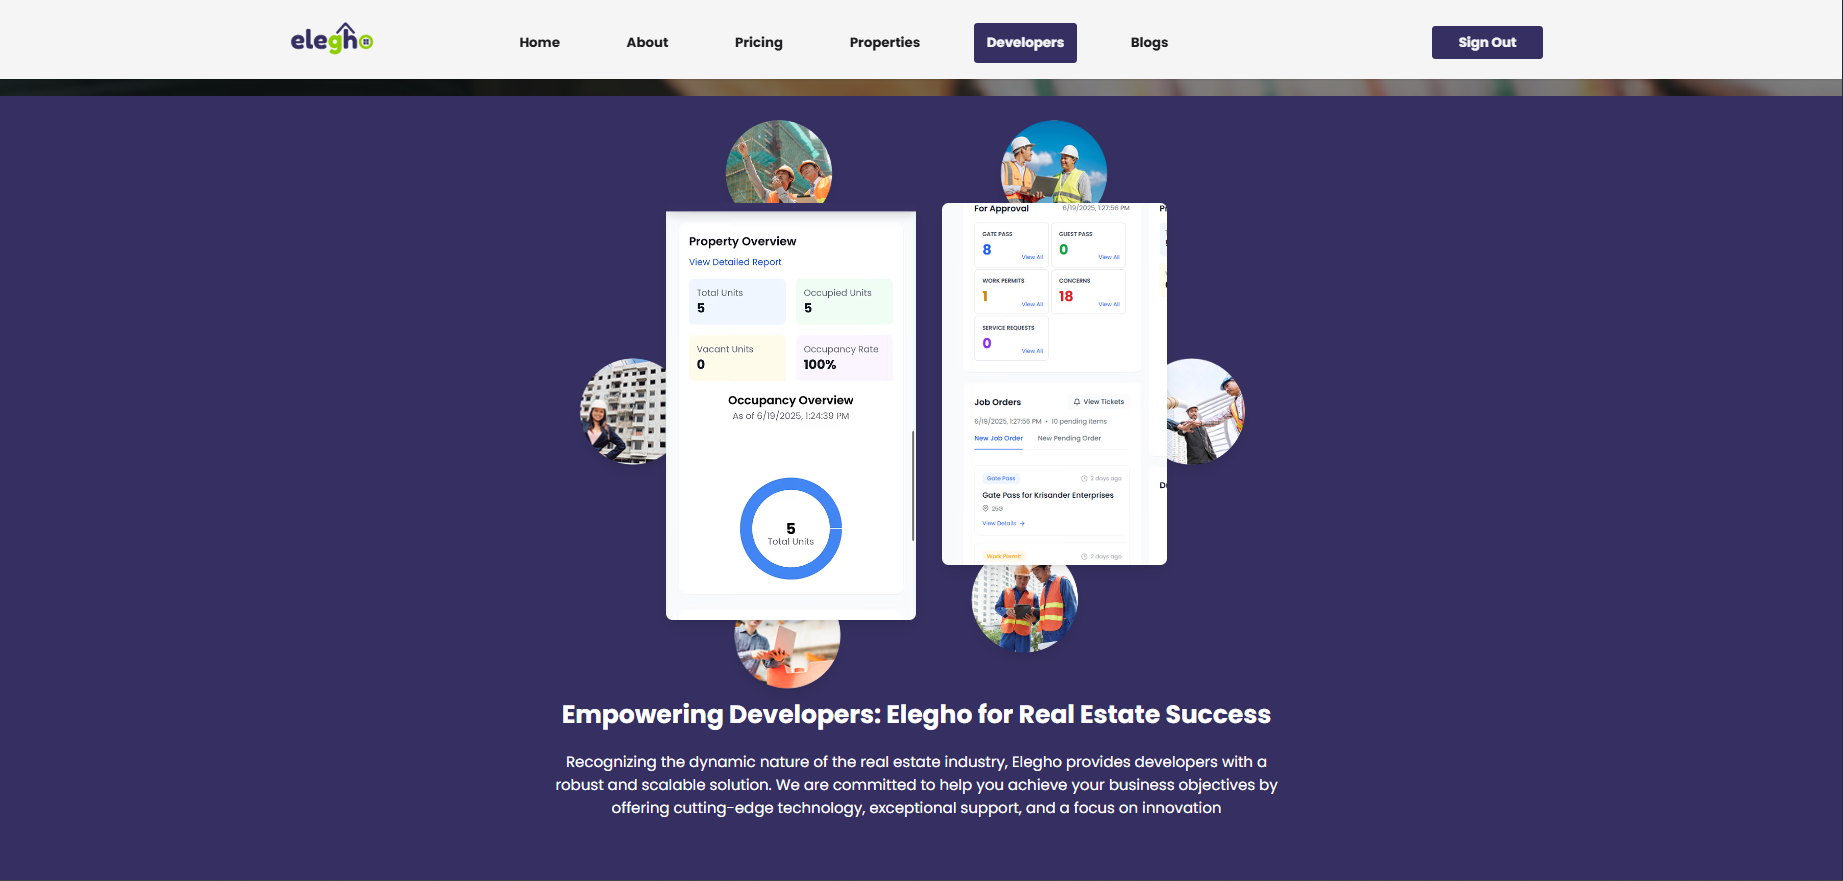 elegho
Home
About
Pricing
Properties
Developers
Blogs
Sign Out
Property Overview
View Detailed Report
Total Units
5
Occupied Units
5
Vacant Units
0
Occupancy Rate
100%
Occupancy Overview
As of 6/19/2025, 1:24:39 PM
5
Total Units
For Approval
6/19/2025, 1:27:56 PM
GATE PASS
8
View All
GUEST PASS
0
View All
WORK PERMITS
1
View All
CONCERNS
18
View All
SERVICE REQUESTS
0
View All
Job Orders
View Tickets
6/19/2025, 1:27:56 PM • 10 pending items
New Job Order
New Pending Order
Gate Pass
2 days ago
Gate Pass for Krisander Enterprises
25G
View Details →
Work Permit
2 days ago
Empowering Developers: Elegho for Real Estate Success
Recognizing the dynamic nature of the real estate industry, Elegho provides developers with a
robust and scalable solution. We are committed to help you achieve your business objectives by
offering cutting-edge technology, exceptional support, and a focus on innovation